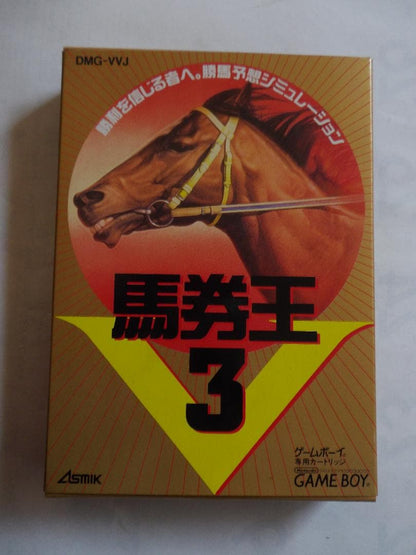 DMG-VVJ
勝動を信じる者へ。勝馬予想シミュレーション
馬券王
V
3
ASMIK
ゲームボーイ®
専用カートリッジ
Nintendo
GAME BOY